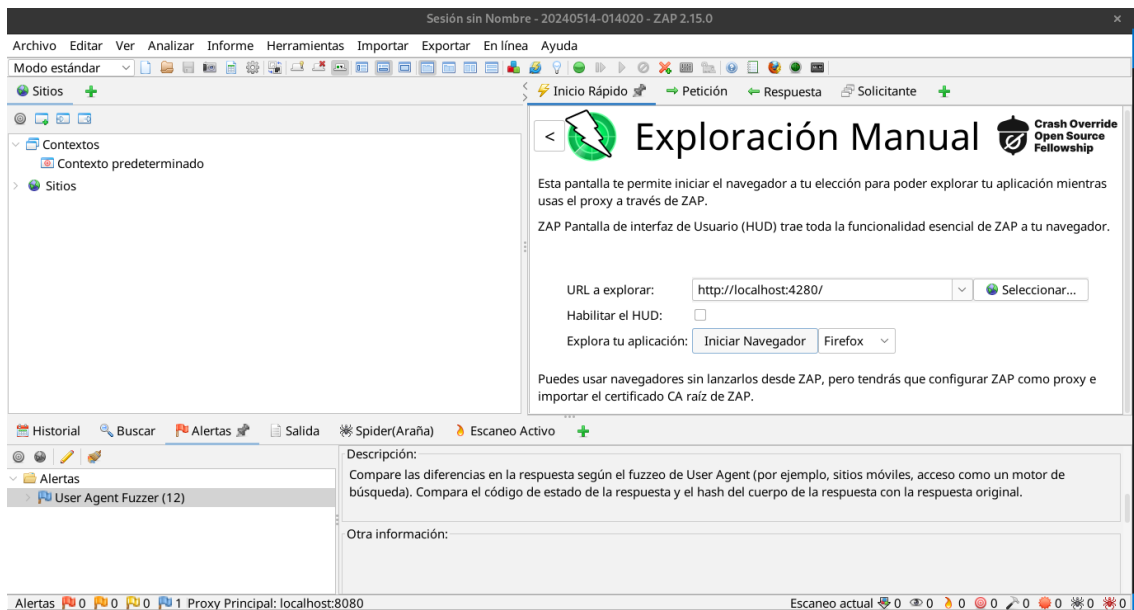 Sesión sin Nombre - 20240514-014020 - ZAP 2.15.0
Archivo Editar Ver Analizar Informe Herramientas Importar Exportar En línea Ayuda
Modo estándar
Sitios
Inicio Rápido Petición Respuesta Solicitante
Contextos
Contexto predeterminado
Sitios
<
Exploración Manual
Crash Override
Open Source
Fellowship
Esta pantalla te permite iniciar el navegador a tu elección para poder explorar tu aplicación mientras
usas el proxy a través de ZAP.
ZAP Pantalla de interfaz de Usuario (HUD) trae toda la funcionalidad esencial de ZAP a tu navegador.
URL a explorar: http://localhost:4280/ Seleccionar...
Habilitar el HUD:
Explora tu aplicación: Iniciar Navegador Firefox
Puedes usar navegadores sin lanzarlos desde ZAP, pero tendrás que configurar ZAP como proxy e
importar el certificado CA raíz de ZAP.
Historial Buscar Alertas Salida Spider(Araña) Escaneo Activo
Alertas
User Agent Fuzzer (12)
Descripción:
Compare las diferencias en la respuesta según el fuzzeo de User Agent (por ejemplo, sitios móviles, acceso como un motor de
búsqueda). Compara el código de estado de la respuesta y el hash del cuerpo de la respuesta con la respuesta original.
Otra información:
Alertas 0 0 0 1 Proxy Principal: localhost:8080 Escaneo actual 0 0 0 0 0 0 0 0